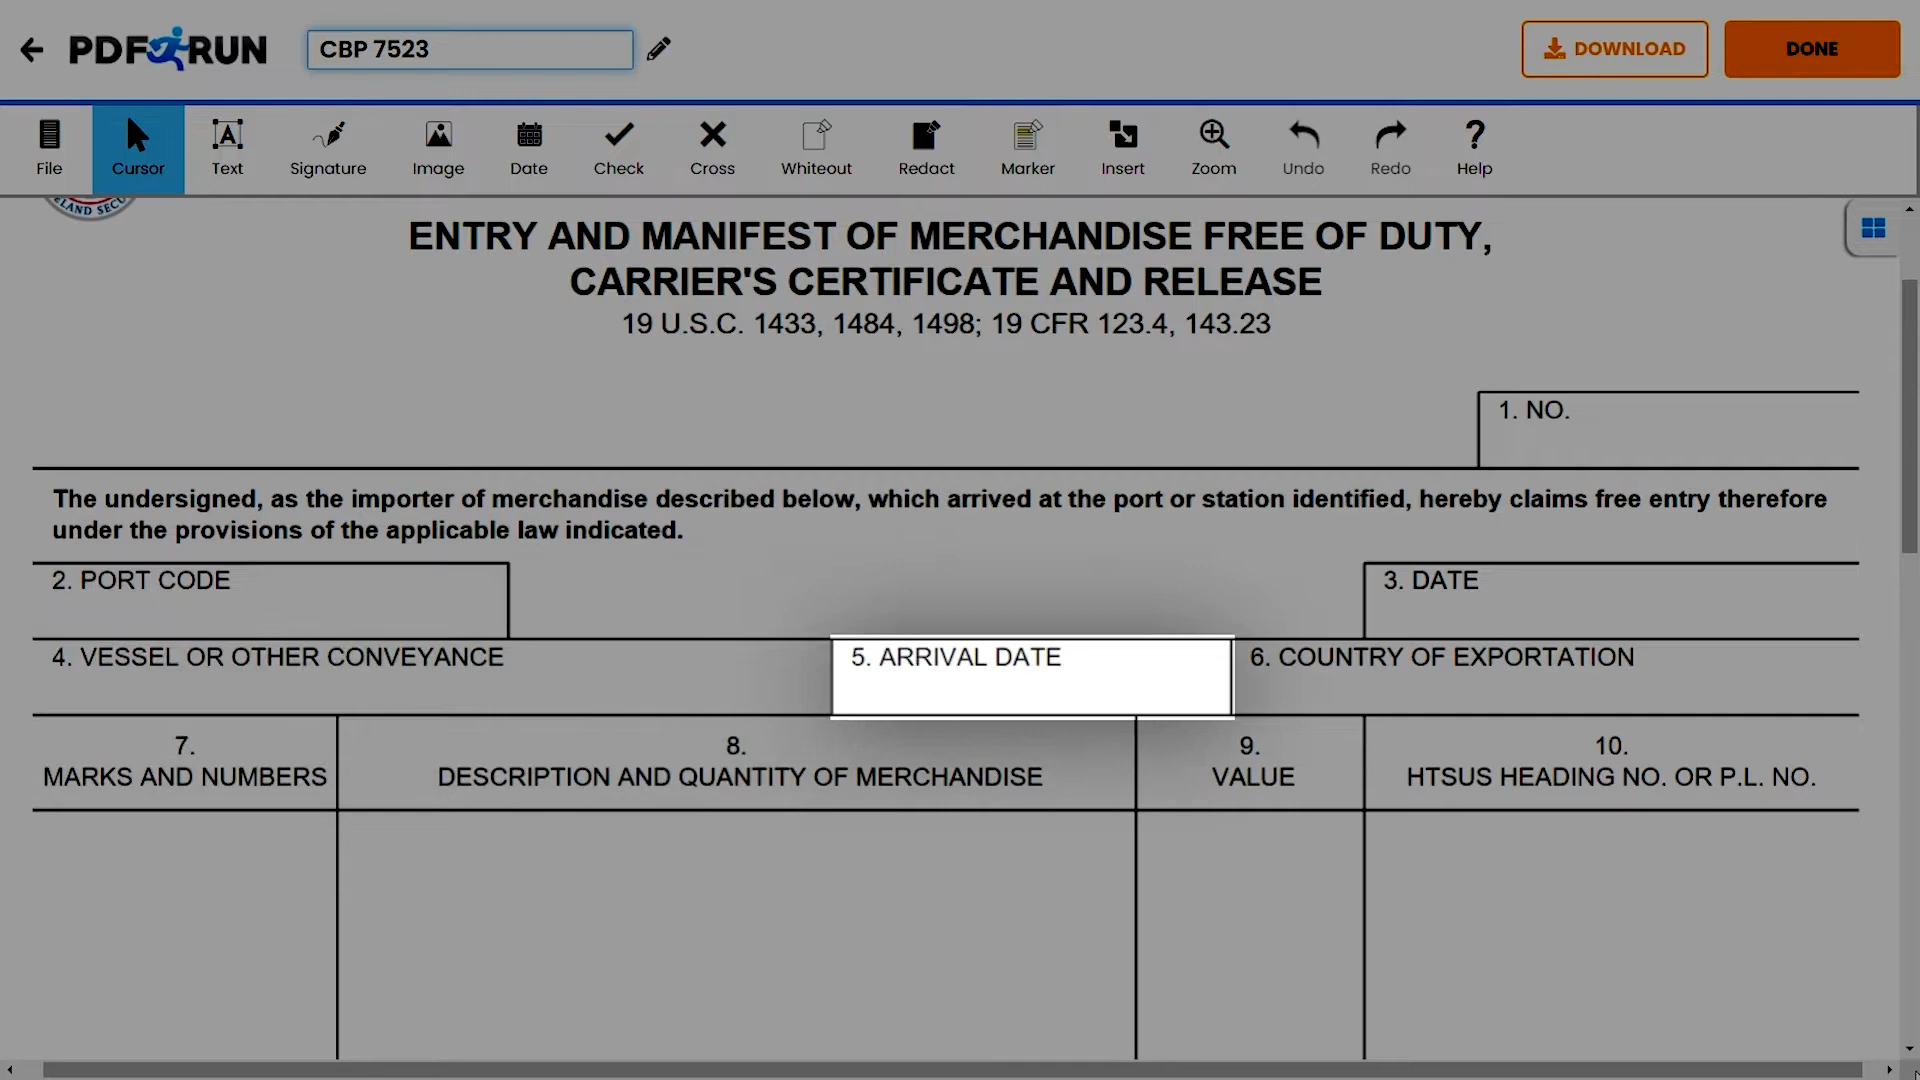 PDF RUN
CBP 7523
DOWNLOAD
DONE
File
Cursor
Text
Signature
Image
Date
Check
Cross
Whiteout
Redact
Marker
Insert
Zoom
Undo
Redo
Help
LAND SECU
ENTRY AND MANIFEST OF MERCHANDISE FREE OF DUTY,
CARRIER'S CERTIFICATE AND RELEASE
19 U.S.C. 1433, 1484, 1498; 19 CFR 123.4, 143.23
1. NO.
The undersigned, as the importer of merchandise described below, which arrived at the port or station identified, hereby claims free entry therefore
under the provisions of the applicable law indicated.
2. PORT CODE
3. DATE
4. VESSEL OR OTHER CONVEYANCE
5. ARRIVAL DATE
6. COUNTRY OF EXPORTATION
7.
MARKS AND NUMBERS
8.
DESCRIPTION AND QUANTITY OF MERCHANDISE
9.
VALUE
10.
HTSUS HEADING NO. OR P.L. NO.